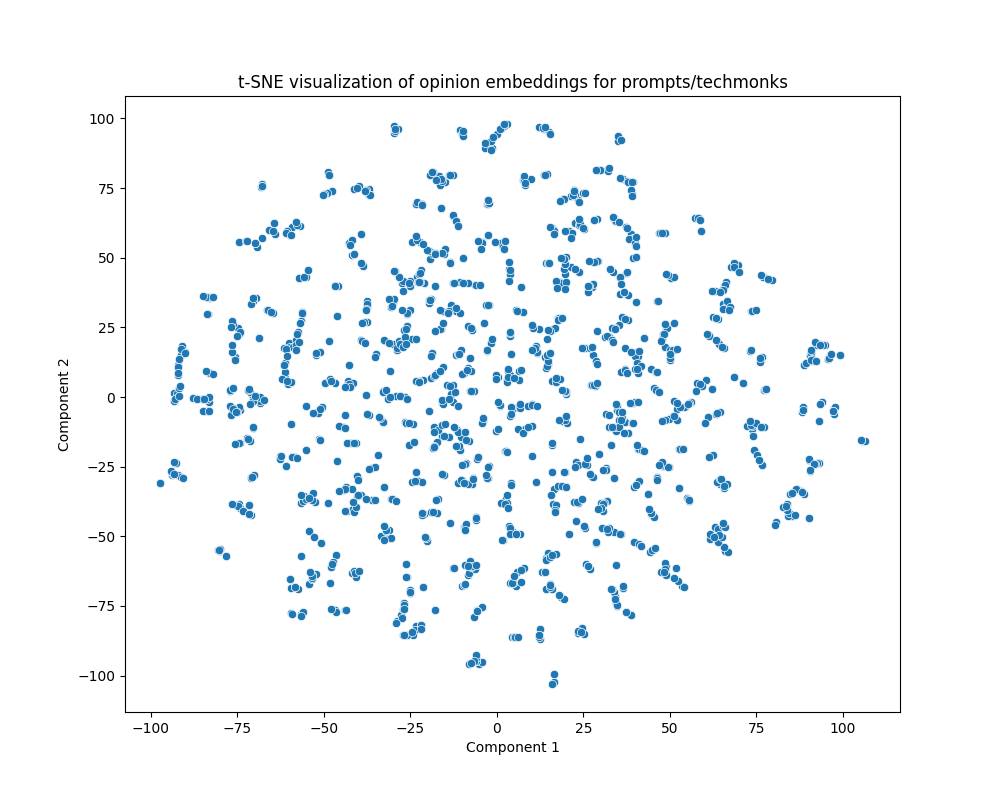 t-SNE visualization of opinion embeddings for prompts/techmonks
100
75
50
25
0
−25
−50
−75
−100
Component 2
−100 −75 −50 −25 0 25 50 75 100
Component 1